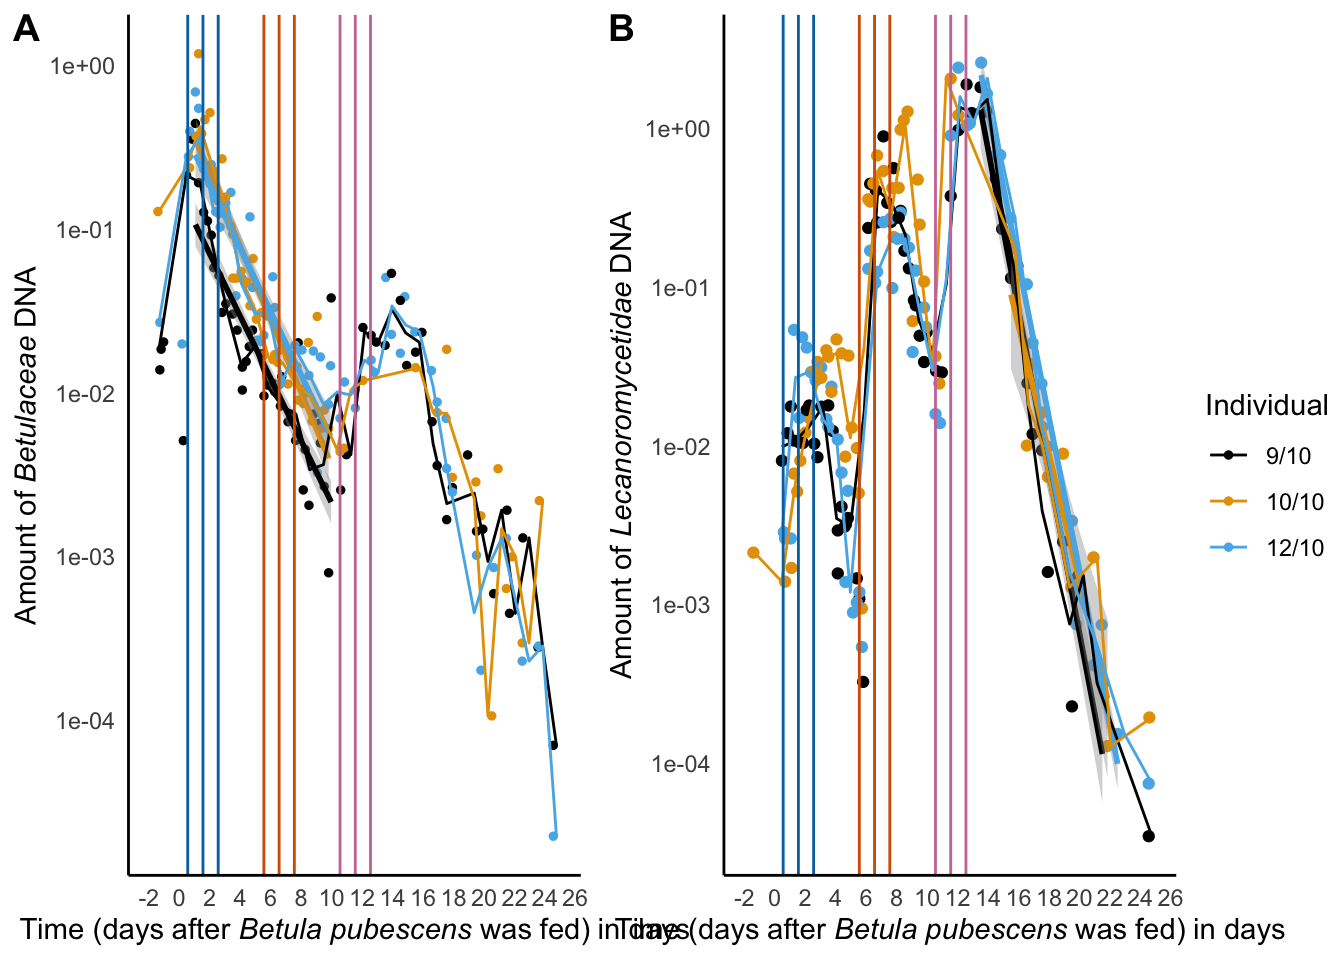 A
Amount of Betulaceae DNA
1e+00
1e-01
1e-02
1e-03
1e-04
-2 0 2 4 6 8 10 12 14 16 18 20 22 24 26
Time (days after Betula pubescens was fed) in days
B
Amount of Lecanoromycetidae DNA
1e+00
1e-01
1e-02
1e-03
1e-04
-2 0 2 4 6 8 10 12 14 16 18 20 22 24 26
Time (days after Betula pubescens was fed) in days
Individual
9/10
10/10
12/10